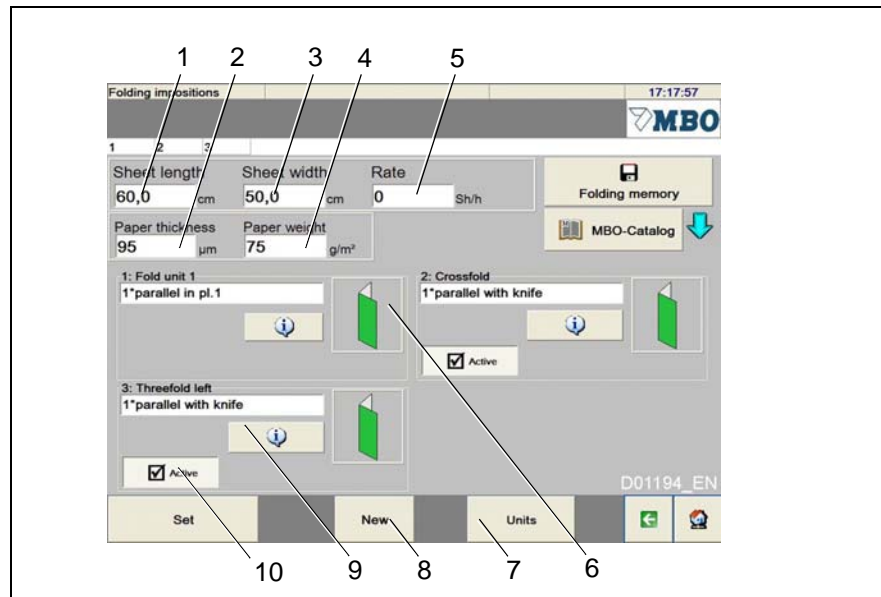 1 2 3 4 5
Folding impositions 17:17:57
MBO
1 2 3
Sheet length Sheet width Rate
60,0 cm 50,0 cm 0 Sh/h
Folding memory
Paper thickness Paper weight
95 µm 75 g/m²
MBO-Catalog
1: Fold unit 1 2: Crossfold
1*parallel in pl.1 1*parallel with knife
Active
3: Threefold left
1*parallel with knife
Active
D01194_EN
Set New Units
10 9 8 7 6